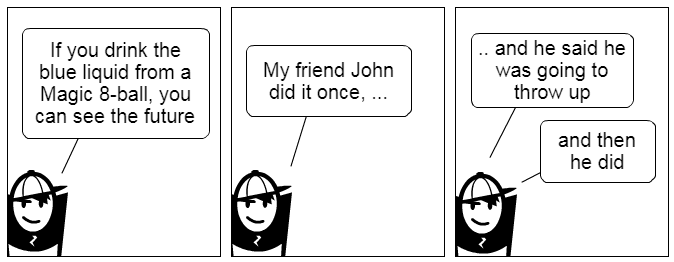 If you drink the
blue liquid from a
Magic 8-ball, you
can see the future
My friend John
did it once, ...
.. and he said he
was going to
throw up
and then
he did